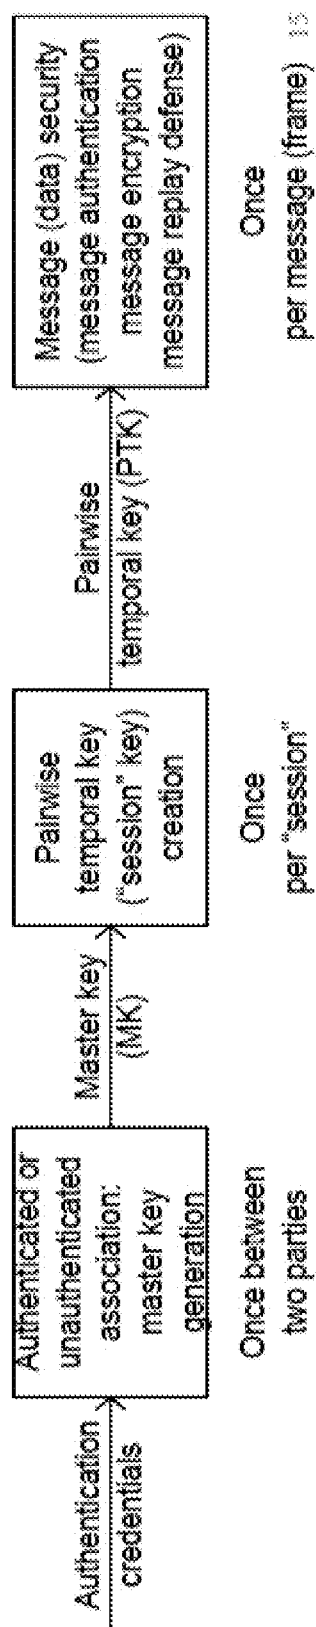 Authentication
credentials
Authenticated or
unauthenticated
association:
master key
generation
Once between
two parties
Master key
(MK)
Pairwise
temporal key
("session" key)
creation
Once
per "session"
Pairwise
temporal key (PTK)
Message (data) security
(message authentication
message encryption
message replay defense)
Once
per message (frame)
15